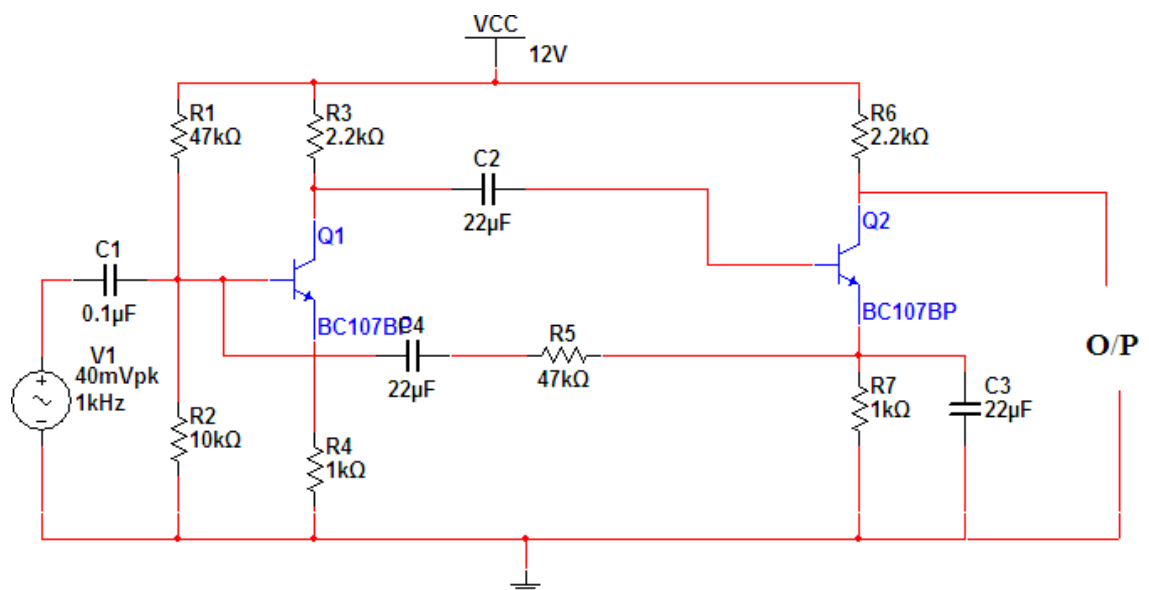 VCC
12V
R1
47kΩ
R3
2.2kΩ
R6
2.2kΩ
C2
22µF
Q1
Q2
C1
0.1µF
BC107BP
BC107BP
C4
22µF
R5
47kΩ
O/P
V1
40mVpk
1kHz
R2
10kΩ
R4
1kΩ
R7
1kΩ
C3
22µF